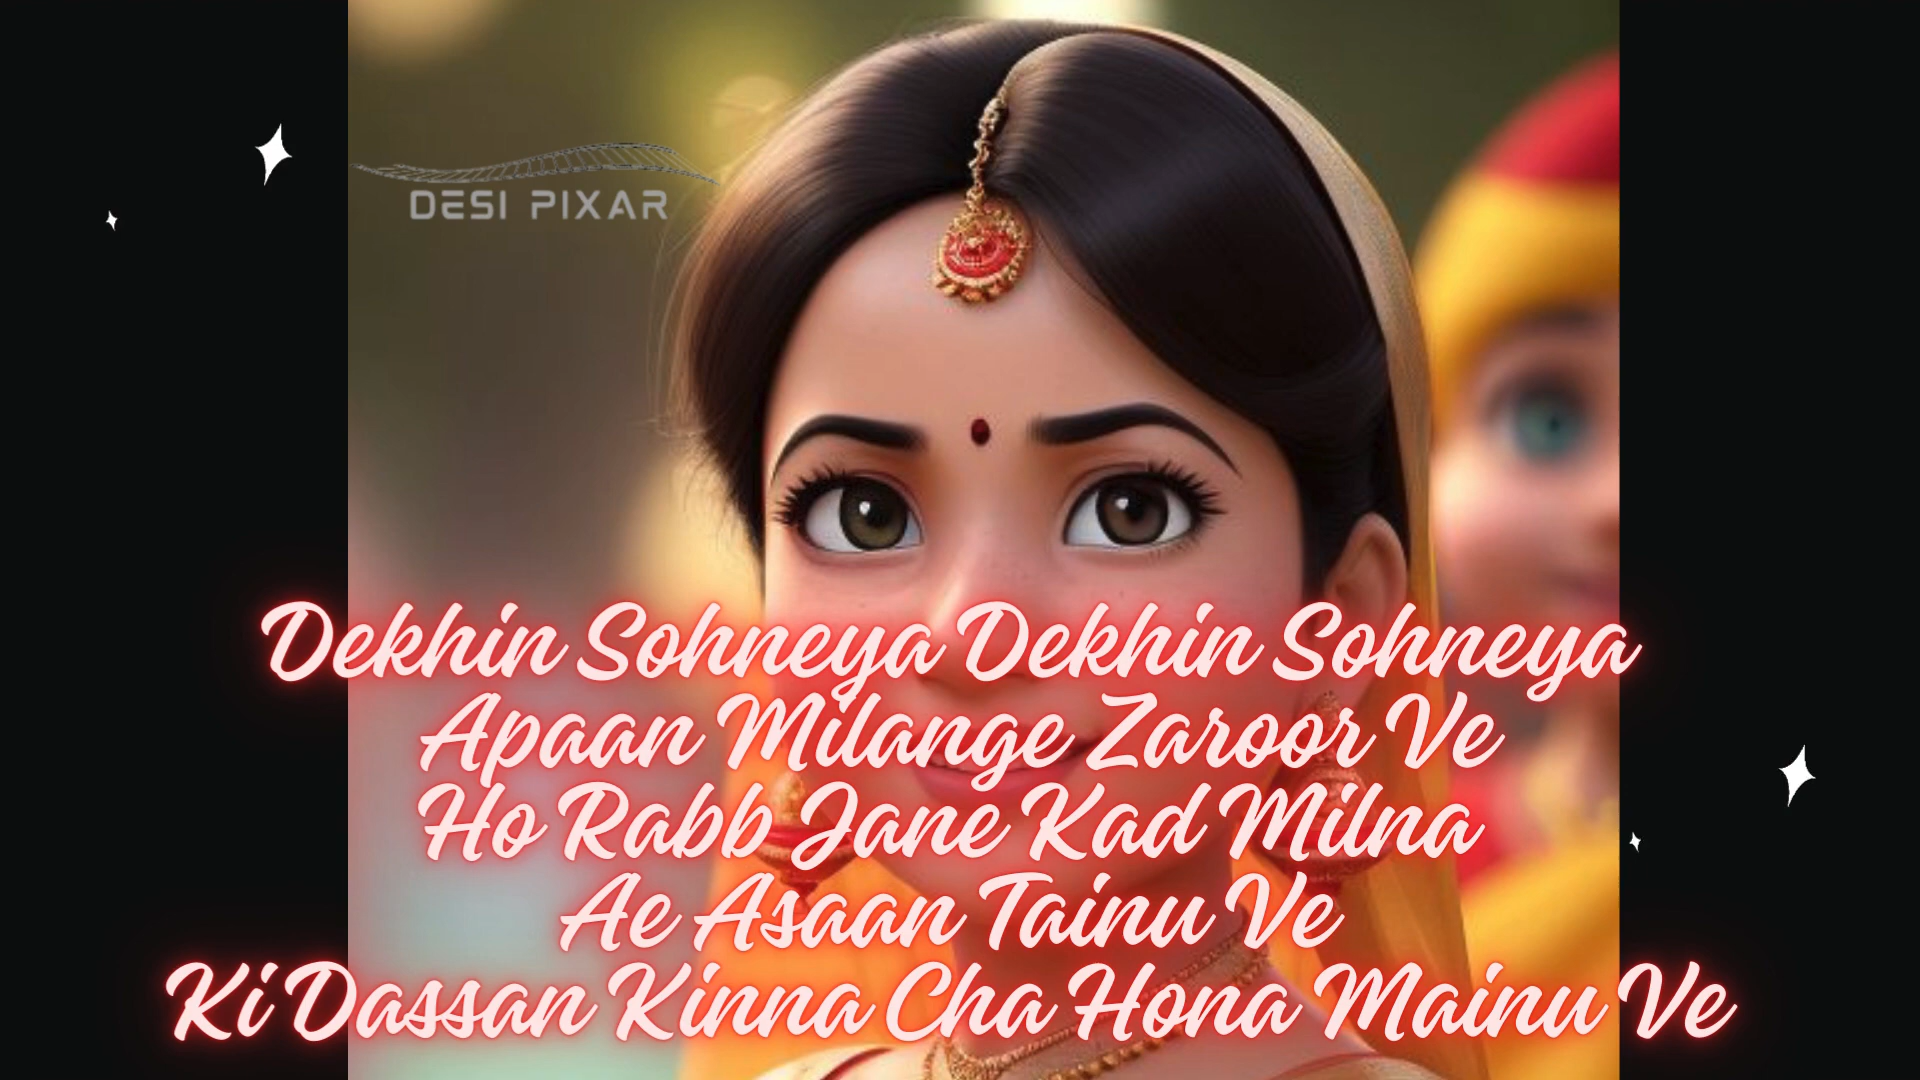 DESI PIXAR
Dekhin Sohneya Dekhin Sohneya
Apaan Milange Zaroor Ve
Ho Rabb Jane Kad Milna
Ae Asaan Tainu Ve
Ki Dassan Kinna Cha Hona Mainu Ve